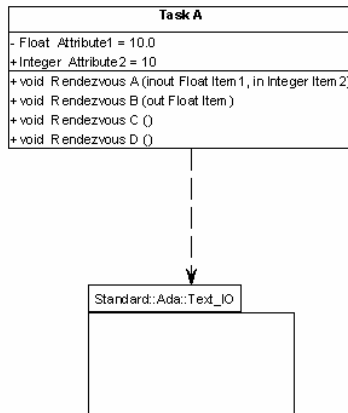 Task A
- Float Attribute1 = 10.0
+ Integer Attribute2 = 10
+ void Rendezvous A (inout Float Item1, in Integer Item2)
+ void Rendezvous B (out Float Item)
+ void Rendezvous C ()
+ void Rendezvous D ()
Standard::Ada::Text_IO